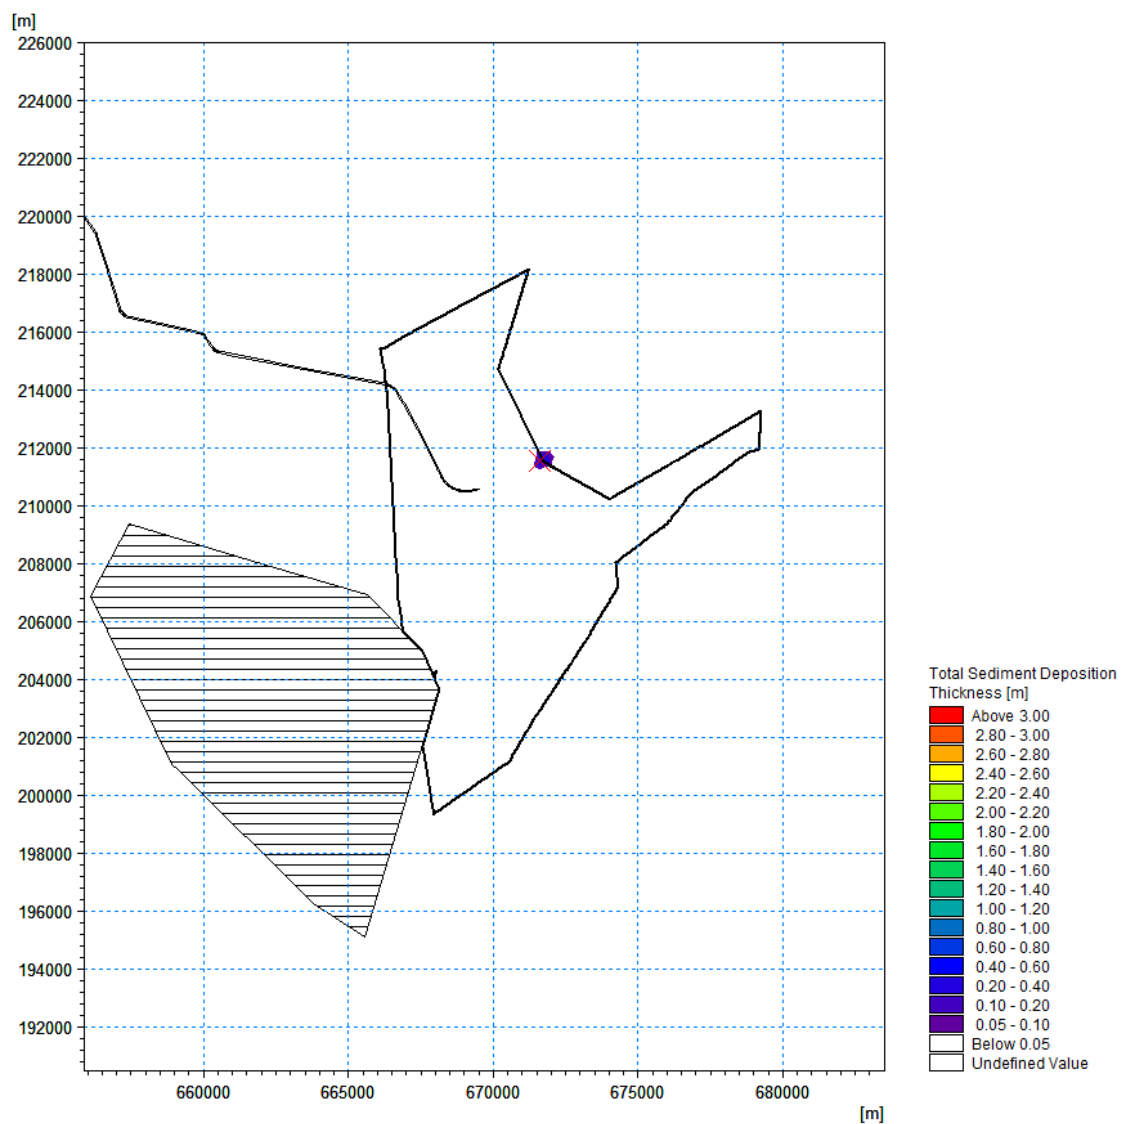 [m]
226000
224000
222000
220000
218000
216000
214000
212000
210000
208000
206000
204000
202000
200000
198000
196000
194000
192000
660000 665000 670000 675000 680000
[m]
Total Sediment Deposition
Thickness [m]
Above 3.00
2.80 - 3.00
2.60 - 2.80
2.40 - 2.60
2.20 - 2.40
2.00 - 2.20
1.80 - 2.00
1.60 - 1.80
1.40 - 1.60
1.20 - 1.40
1.00 - 1.20
0.80 - 1.00
0.60 - 0.80
0.40 - 0.60
0.20 - 0.40
0.10 - 0.20
0.05 - 0.10
Below 0.05
Undefined Value